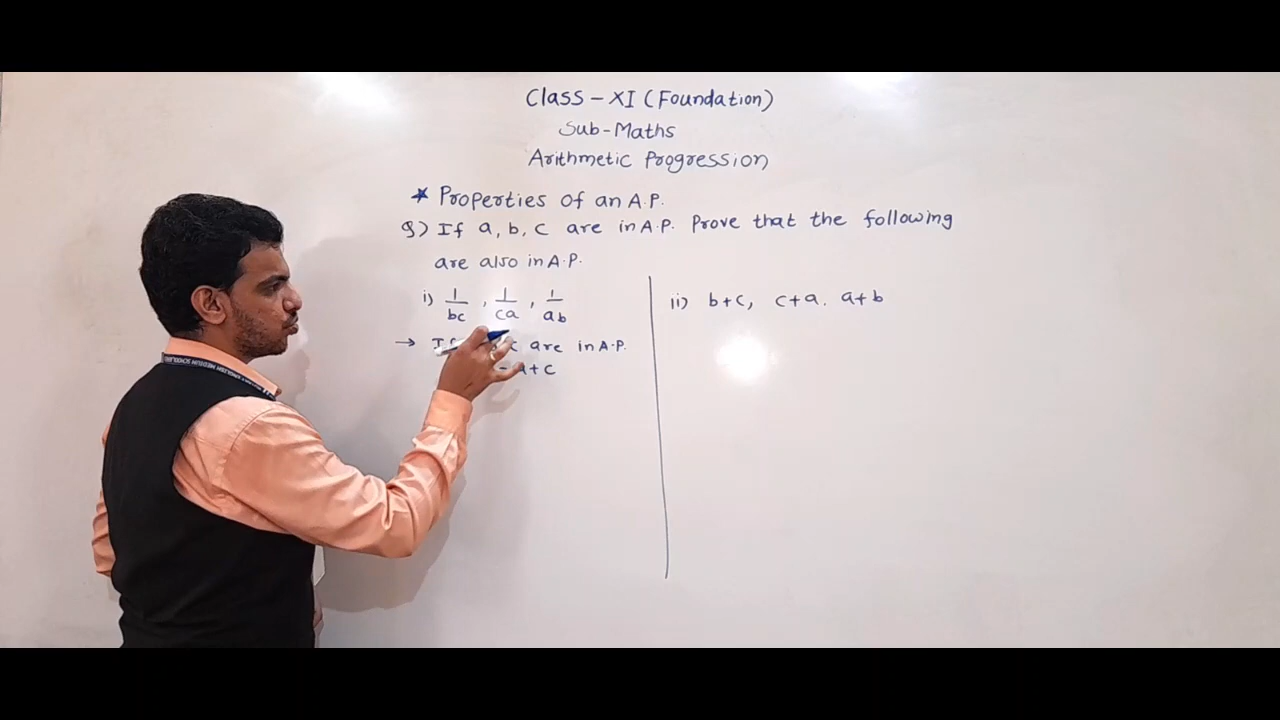 Class - XI (Foundation)
Sub-Maths
Arithmetic Progression
* Properties of an A.P.
Q) If a, b, c are in A.P. Prove that the following
are also in A.P.
i) 1/bc, 1/ca, 1/ab
→ c are in A.P.
a+c
ii) b+c, c+a. a+b